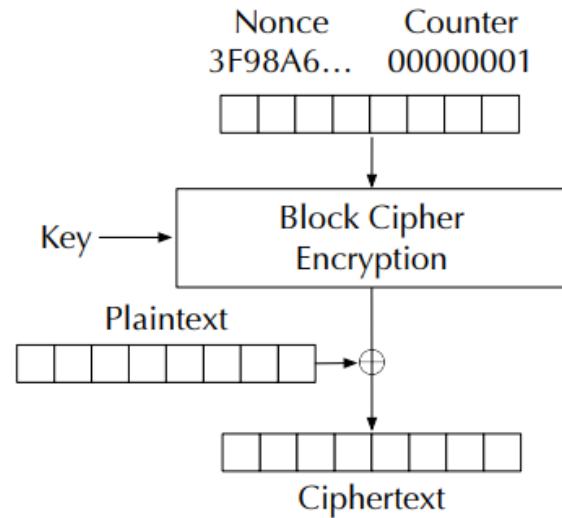 Nonce Counter
3F98A6... 00000001
Block Cipher
Key
Encryption
Plaintext
Ciphertext